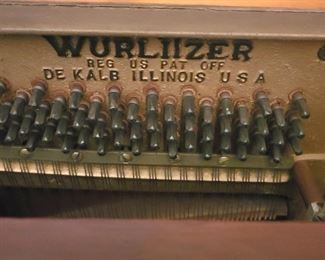 WURLITZER
REG US PAT OFF
DE KALB ILLINOIS U S A